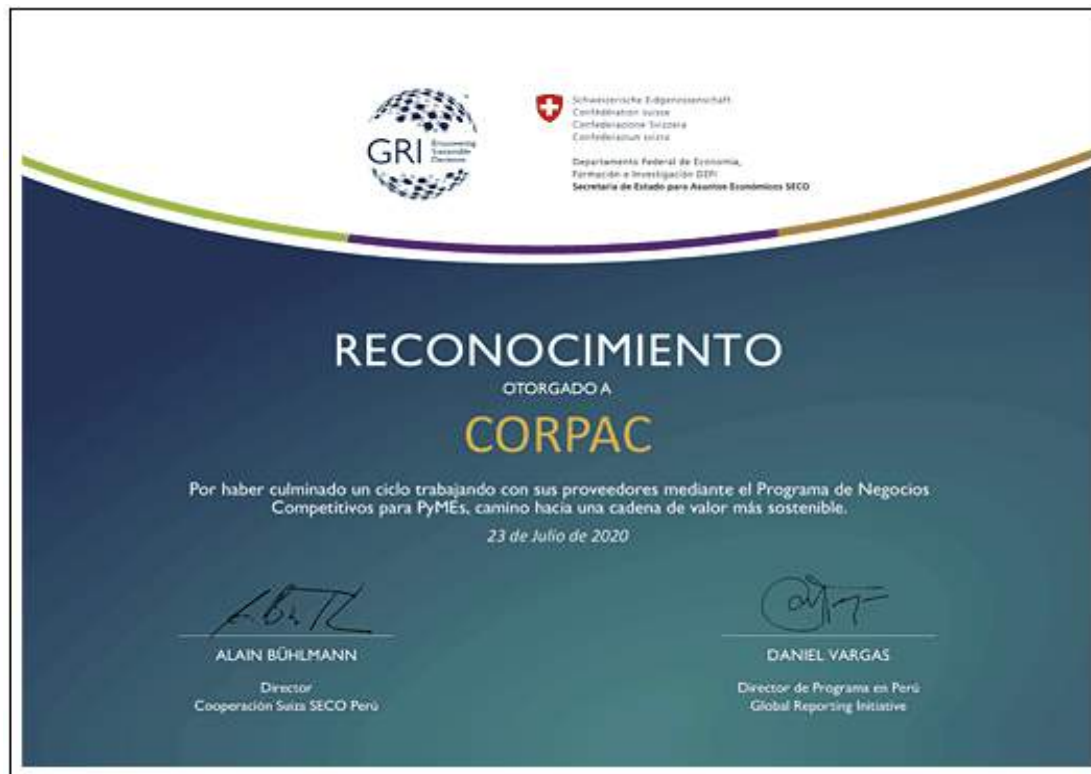 GRI
Empowering
Sustainable
Decisions
Schweizerische Eidgenossenschaft
Confédération suisse
Confederazione Svizzera
Confederaziun svizra
Departamento Federal de Economía,
Formación e Investigación DEFI
Secretaría de Estado para Asuntos Económicos SECO
RECONOCIMIENTO
OTORGADO A
CORPAC
Por haber culminado un ciclo trabajando con sus proveedores mediante el Programa de Negocios
Competitivos para PyMEs, camino hacia una cadena de valor más sostenible.
23 de Julio de 2020
ALAIN BÜHLMANN
Director
Cooperación Suiza SECO Perú
DANIEL VARGAS
Director de Programa en Perú
Global Reporting Initiative